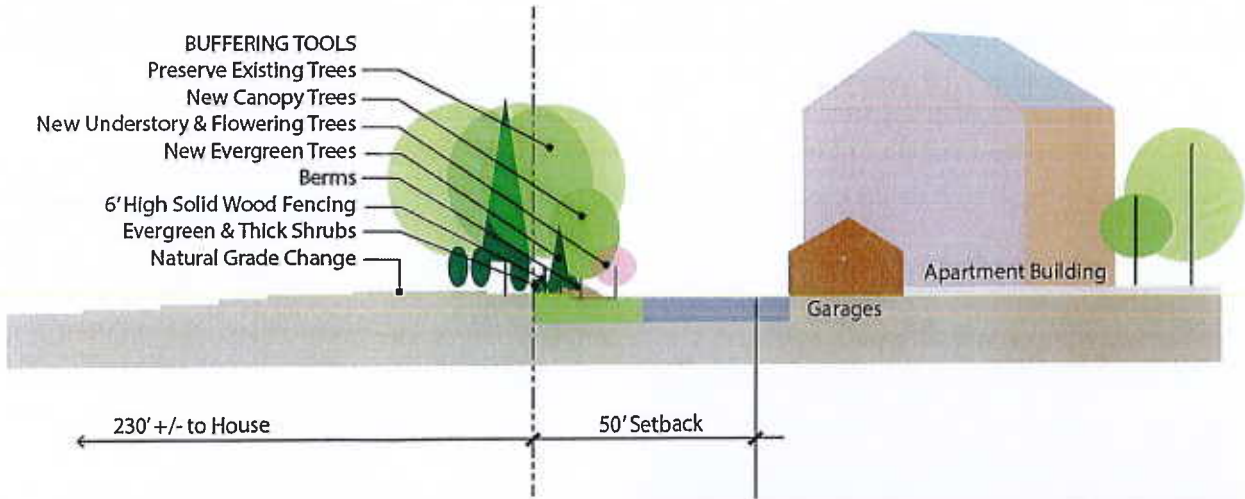 BUFFERING TOOLS
Preserve Existing Trees
New Canopy Trees
New Understory & Flowering Trees
New Evergreen Trees
Berms
6' High Solid Wood Fencing
Evergreen & Thick Shrubs
Natural Grade Change
Apartment Building
Garages
230' +/- to House
50' Setback